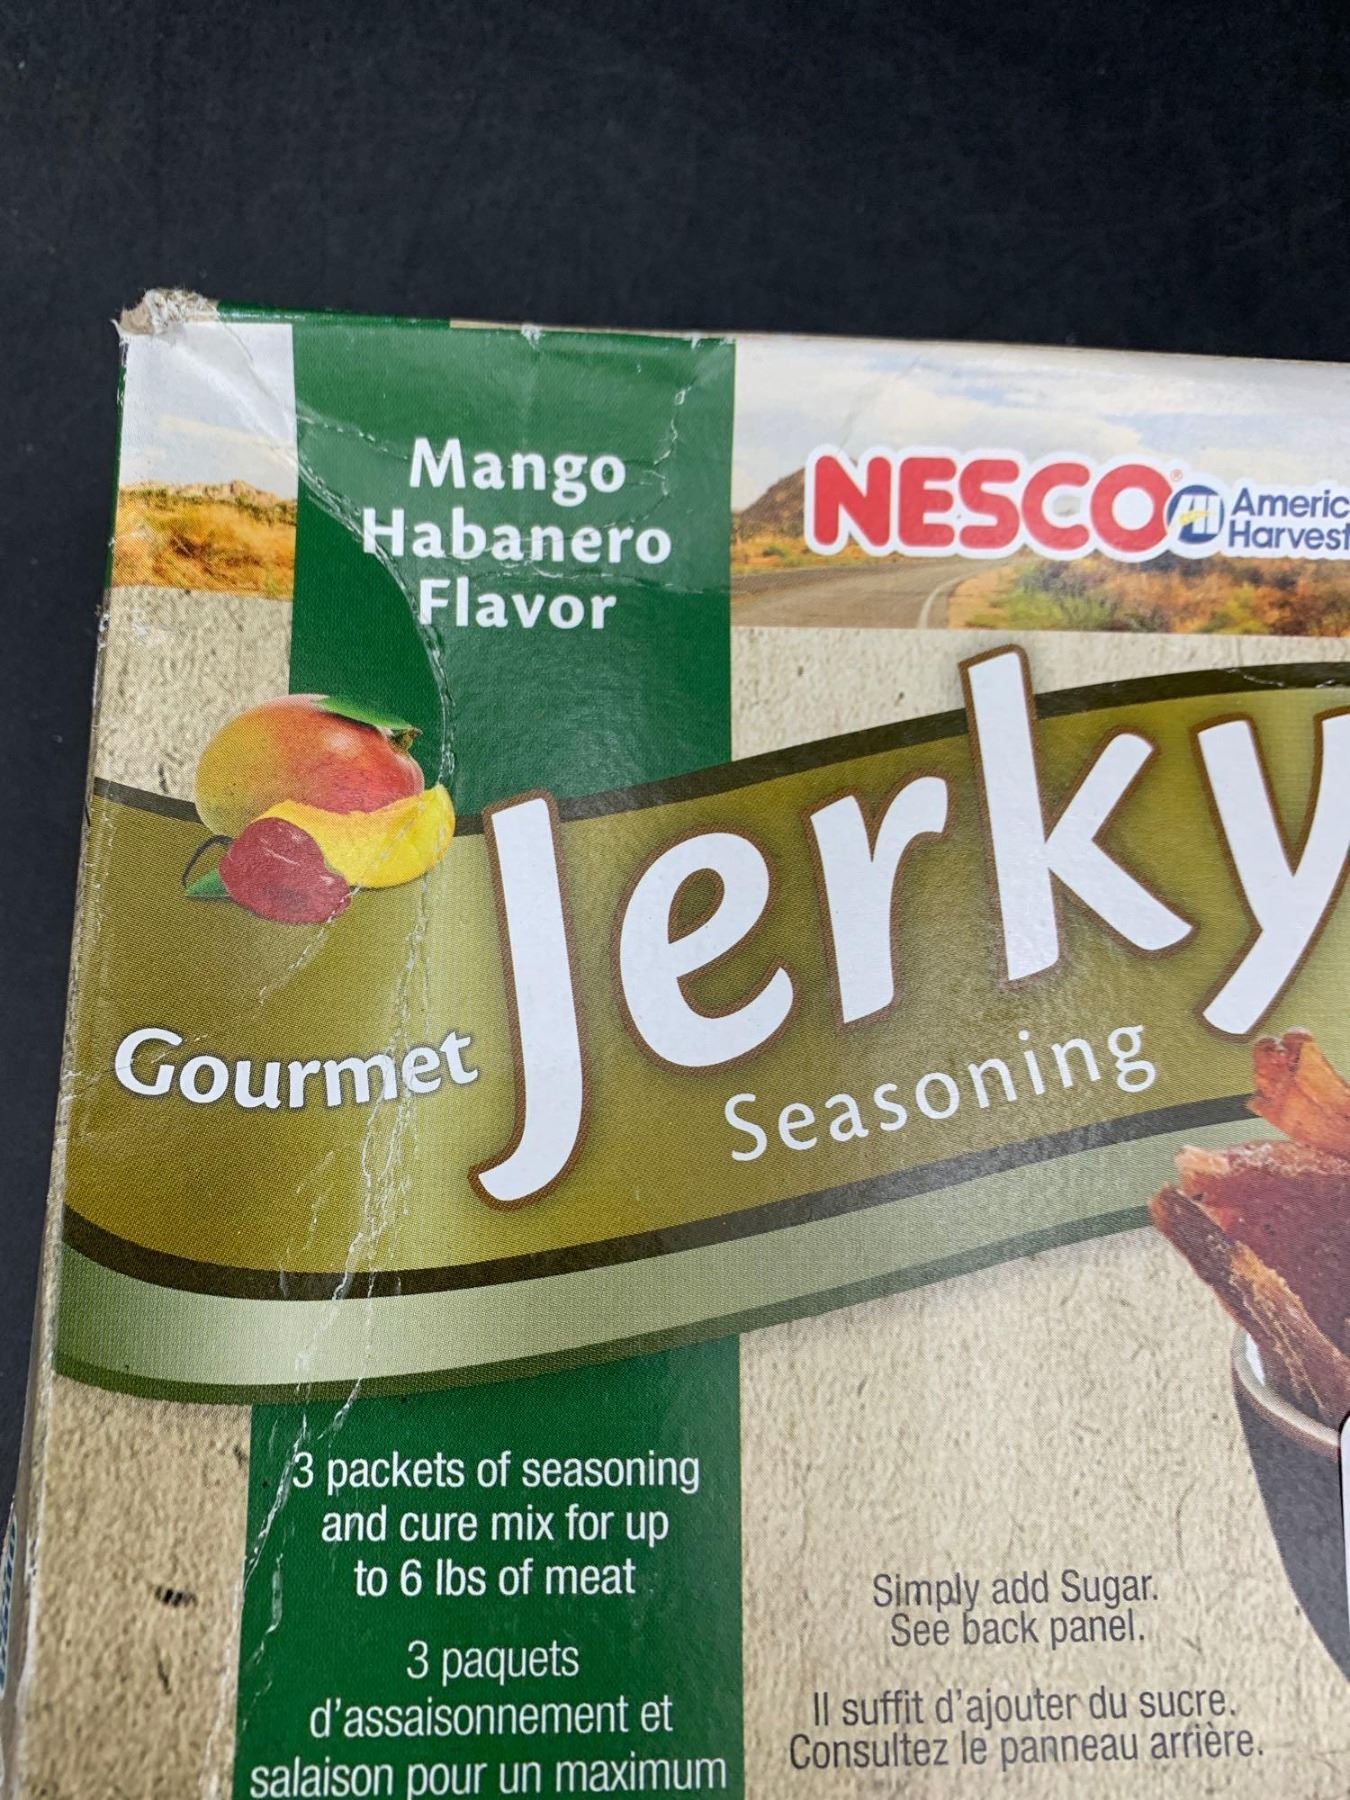 Mango
Habanero
Flavor
NESCO®
Americ
Harvest
Gourmet
Jerky
Seasoning
3 packets of seasoning
and cure mix for up
to 6 lbs of meat
3 paquets
d'assaisonnement et
salaison pour un maximum
Simply add Sugar.
See back panel.
Il suffit d'ajouter du sucre.
Consultez le panneau arrière.